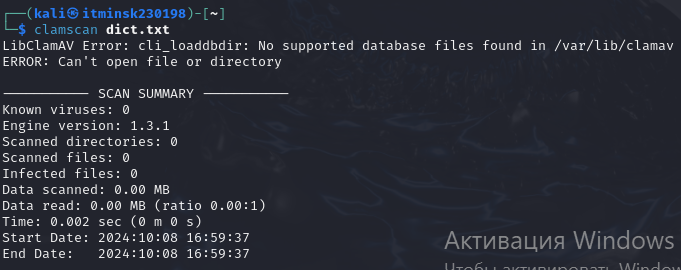 ┌──(kali㉿itminsk230198)-[~]
└─$ clamscan dict.txt
LibClamAV Error: cli_loaddbdir: No supported database files found in /var/lib/clamav
ERROR: Can't open file or directory
----------- SCAN SUMMARY -----------
Known viruses: 0
Engine version: 1.3.1
Scanned directories: 0
Scanned files: 0
Infected files: 0
Data scanned: 0.00 MB
Data read: 0.00 MB (ratio 0.00:1)
Time: 0.002 sec (0 m 0 s)
Start Date: 2024:10:08 16:59:37
End Date:   2024:10:08 16:59:37
Активация Windows
Чтобы активировать Window